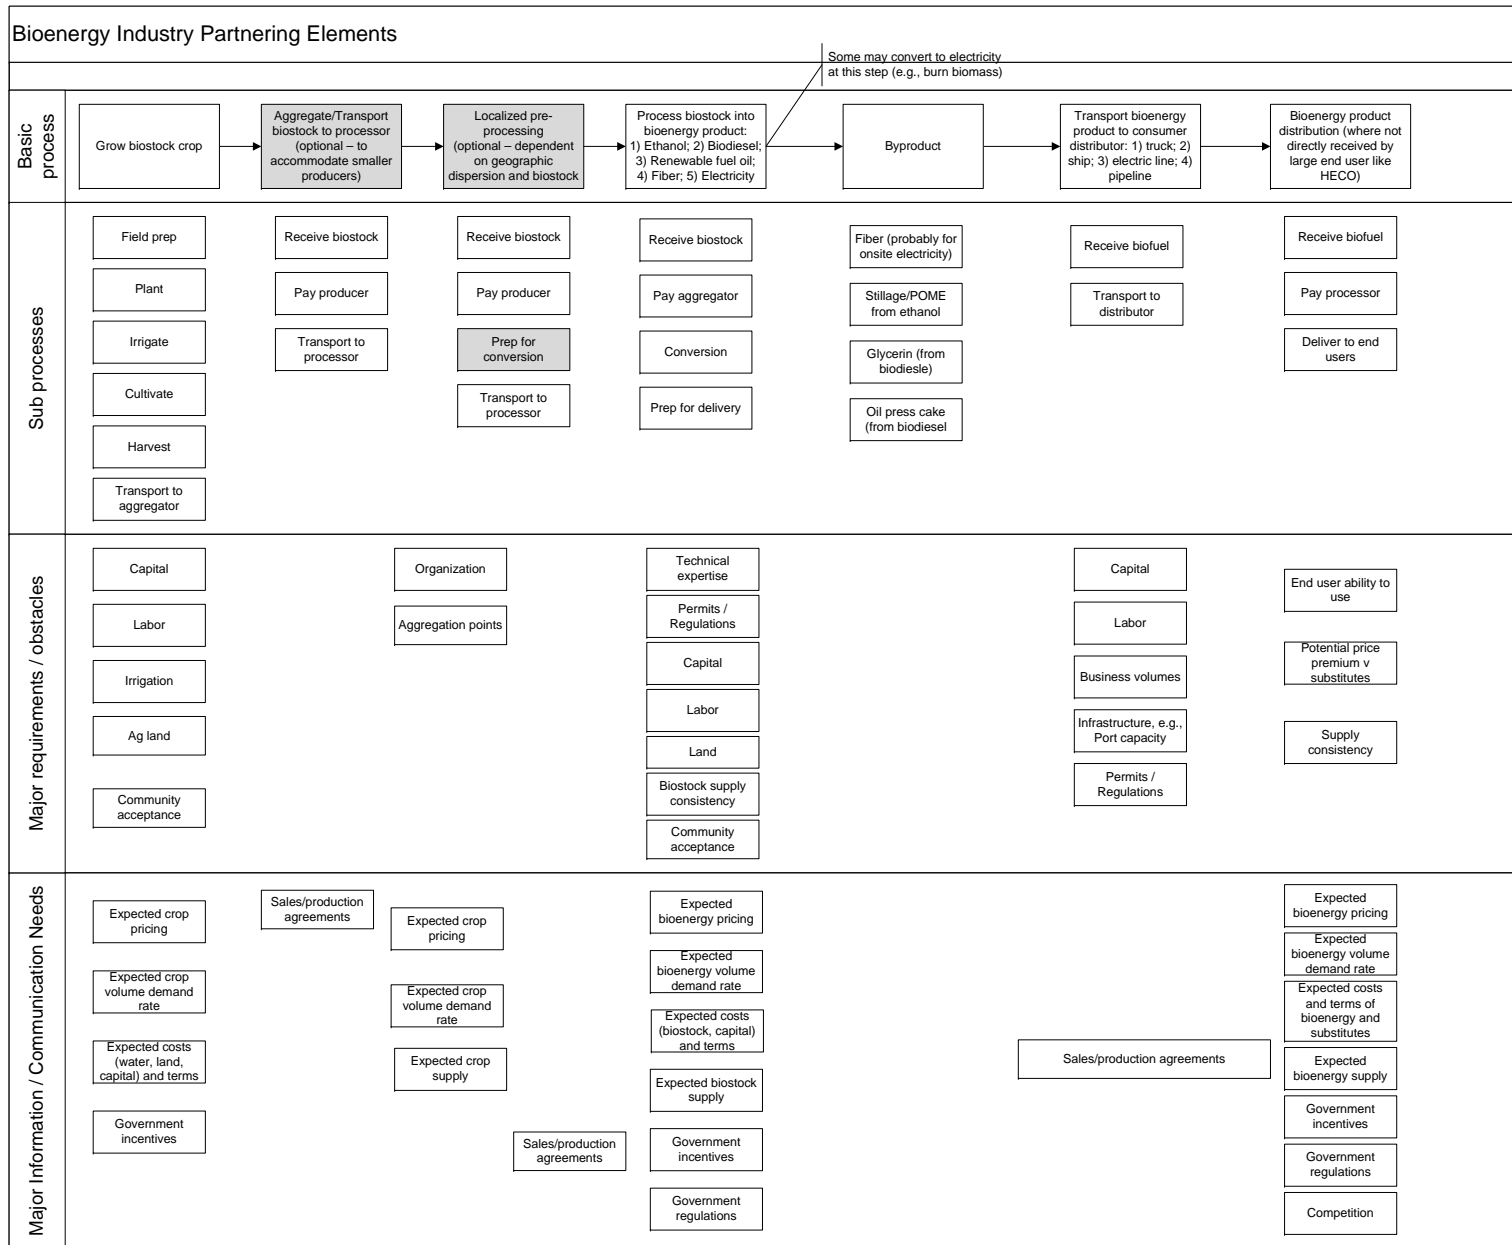 Bioenergy Industry Partnering Elements
Some may convert to electricity
at this step (e.g., burn biomass)
Basic
process
Grow biostock crop
Aggregate/Transport
biostock to processor
(optional – to
accommodate smaller
producers)
Localized pre-
processing
(optional – dependent
on geographic
dispersion and biostock
Process biostock into
bioenergy product:
1) Ethanol; 2) Biodiesel;
3) Renewable fuel oil;
4) Fiber; 5) Electricity
Byproduct
Transport bioenergy
product to consumer
distributor: 1) truck; 2)
ship; 3) electric line; 4)
pipeline
Bioenergy product
distribution (where not
directly received by
large end user like
HECO)
Sub processes
Field prep
Plant
Irrigate
Cultivate
Harvest
Transport to
aggregator
Receive biostock
Pay producer
Transport to
processor
Receive biostock
Pay producer
Prep for
conversion
Transport to
processor
Receive biostock
Pay aggregator
Conversion
Prep for delivery
Fiber (probably for
onsite electricity)
Stillage/POME
from ethanol
Glycerin (from
biodiesle)
Oil press cake
(from biodiesel
Receive biofuel
Transport to
distributor
Receive biofuel
Pay processor
Deliver to end
users
Major requirements / obstacles
Capital
Labor
Irrigation
Ag land
Community
acceptance
Organization
Aggregation points
Technical
expertise
Permits /
Regulations
Capital
Labor
Land
Biostock supply
consistency
Community
acceptance
Capital
Labor
Business volumes
Infrastructure, e.g.,
Port capacity
Permits /
Regulations
End user ability to
use
Potential price
premium v
substitutes
Supply
consistency
Major Information / Communication Needs
Expected crop
pricing
Expected crop
volume demand
rate
Expected costs
(water, land,
capital) and terms
Government
incentives
Sales/production
agreements
Expected crop
pricing
Expected crop
volume demand
rate
Expected crop
supply
Sales/production
agreements
Expected
bioenergy pricing
Expected
bioenergy volume
demand rate
Expected costs
(biostock, capital)
and terms
Expected biostock
supply
Government
incentives
Government
regulations
Sales/production agreements
Expected
bioenergy pricing
Expected
bioenergy volume
demand rate
Expected costs
and terms of
bioenergy and
substitutes
Expected
bioenergy supply
Government
incentives
Government
regulations
Competition